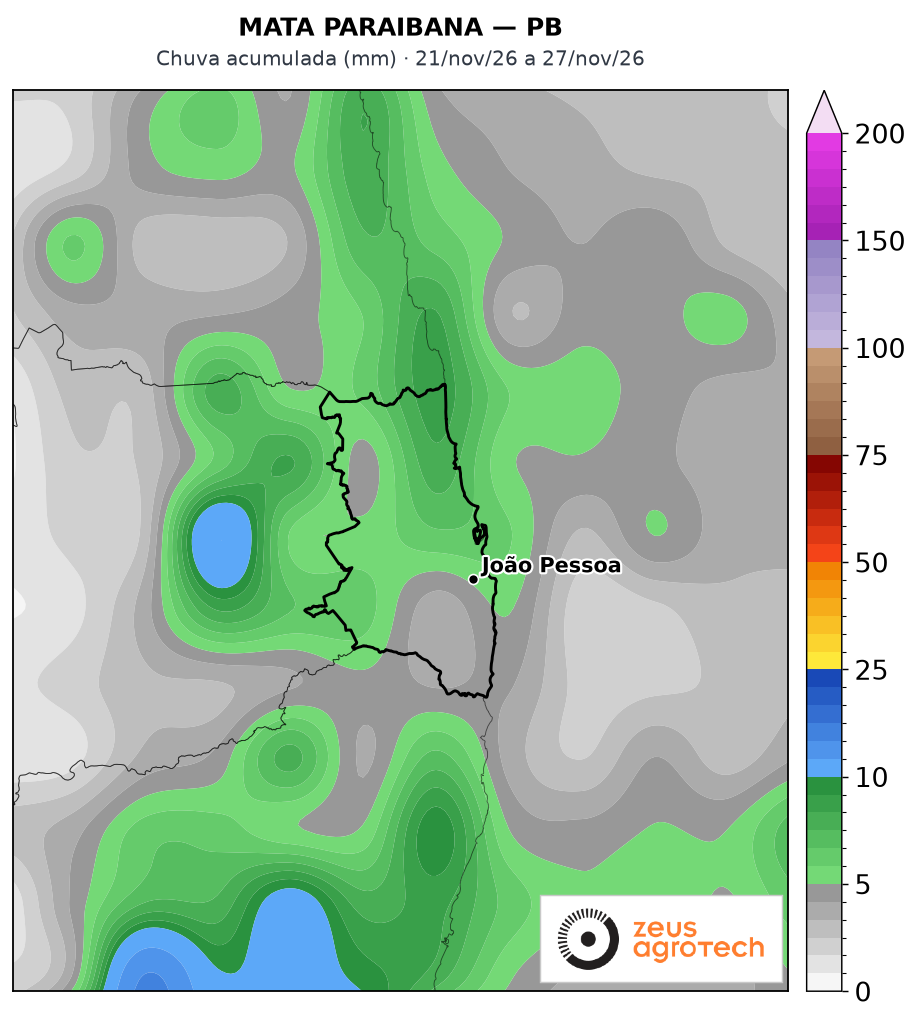 MATA PARAIBANA — PB
Chuva acumulada (mm) · 21/nov/26 a 27/nov/26
200
150
100
75
50
25
10
5
0
João Pessoa
zeus
agrotech